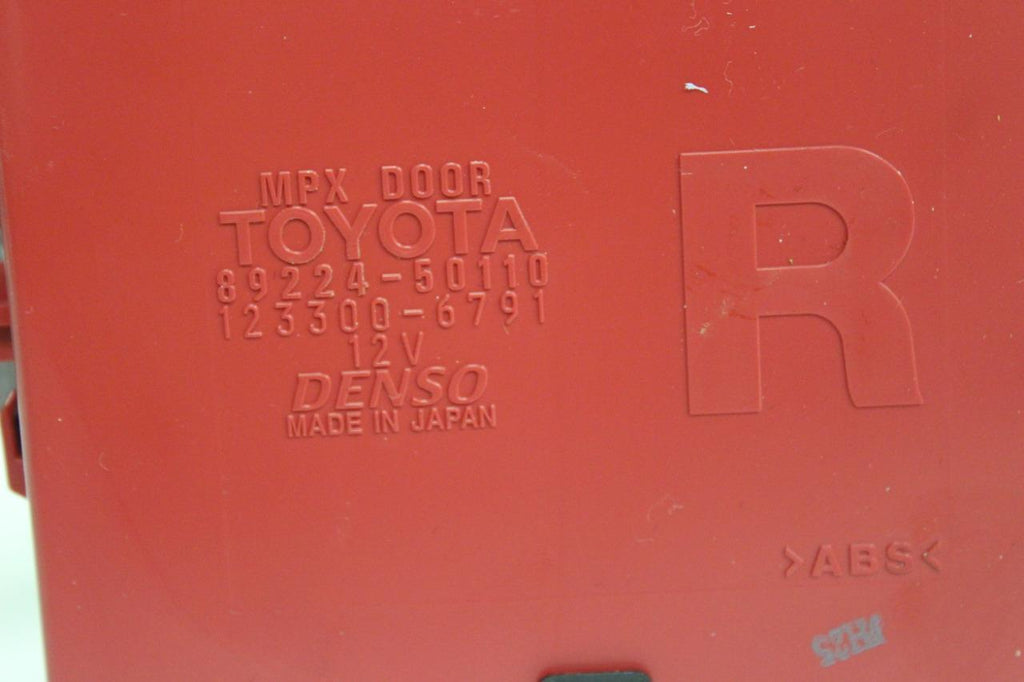 MPX DOOR
TOYOTA
89224-50110
123300-6791
12V
DENSO
MADE IN JAPAN
R
>ABS<